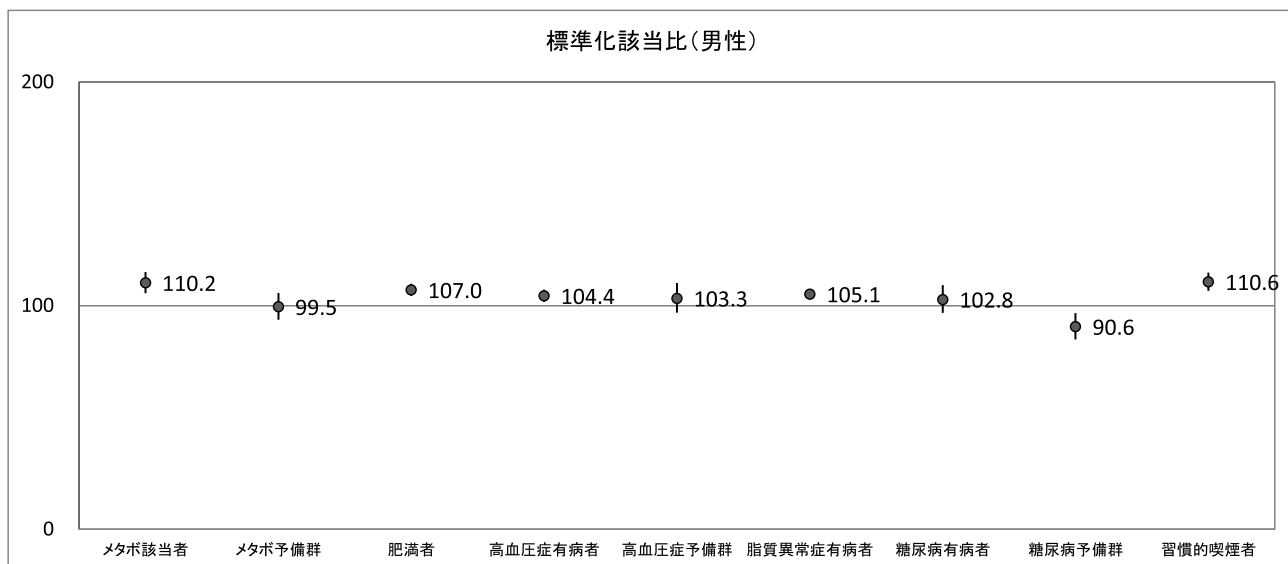 標準化該当比（男性）
200
100
0
110.2
99.5
107.0
104.4
103.3
105.1
102.8
90.6
110.6
メタボ該当者
メタボ予備群
肥満者
高血圧症有病者
高血圧症予備群
脂質異常症有病者
糖尿病有病者
糖尿病予備群
習慣的喫煙者